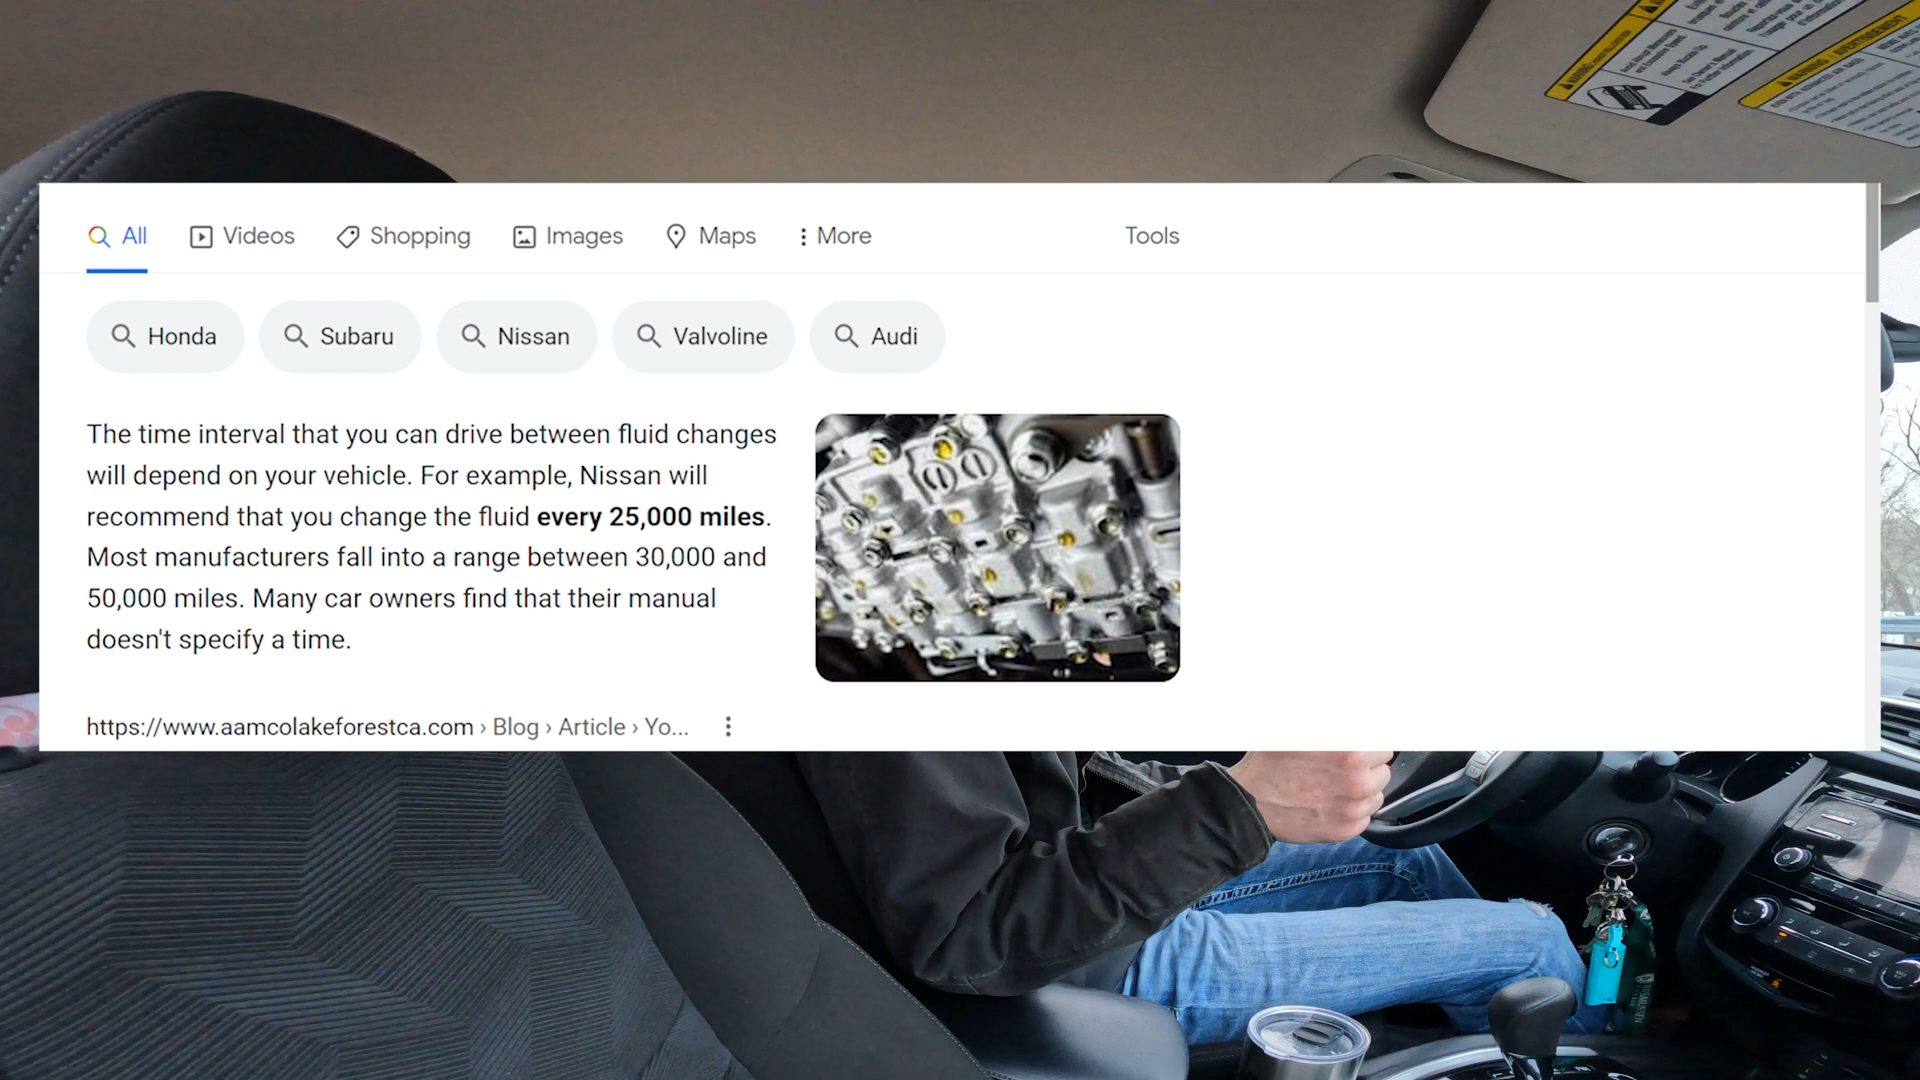 All Videos Shopping Images Maps More Tools
Honda Subaru Nissan Valvoline Audi
The time interval that you can drive between fluid changes
will depend on your vehicle. For example, Nissan will
recommend that you change the fluid every 25,000 miles.
Most manufacturers fall into a range between 30,000 and
50,000 miles. Many car owners find that their manual
doesn't specify a time.
https://www.aamcolakeforestca.com › Blog › Article › Yo...
WARNING
WARNING AVERTISSEMENT